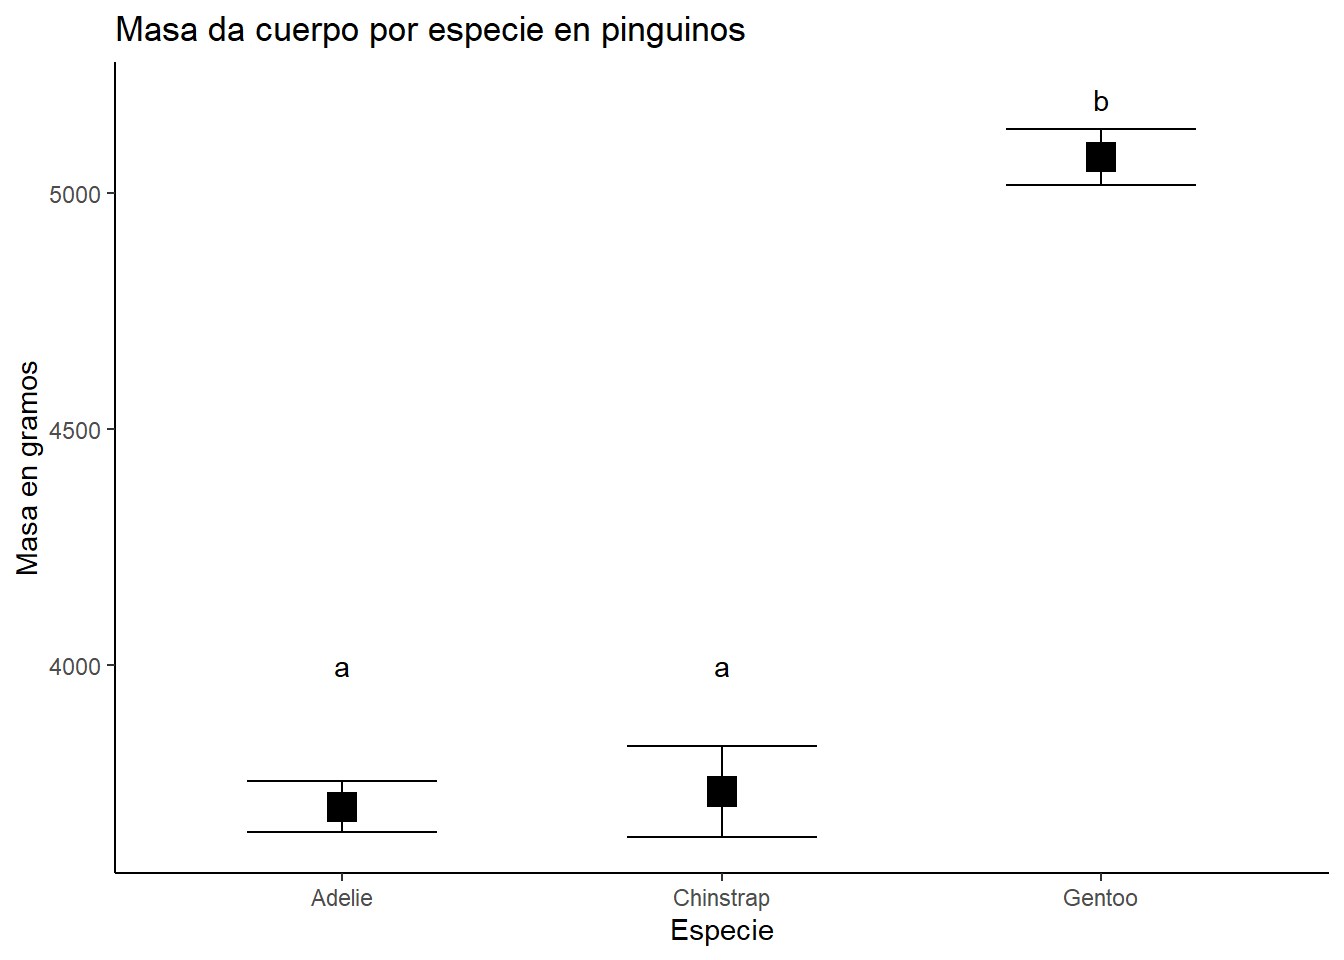 Masa da cuerpo por especie en pinguinos
b
5000
4500
4000
a
a
Masa en gramos
Adelie
Chinstrap
Gentoo
Especie